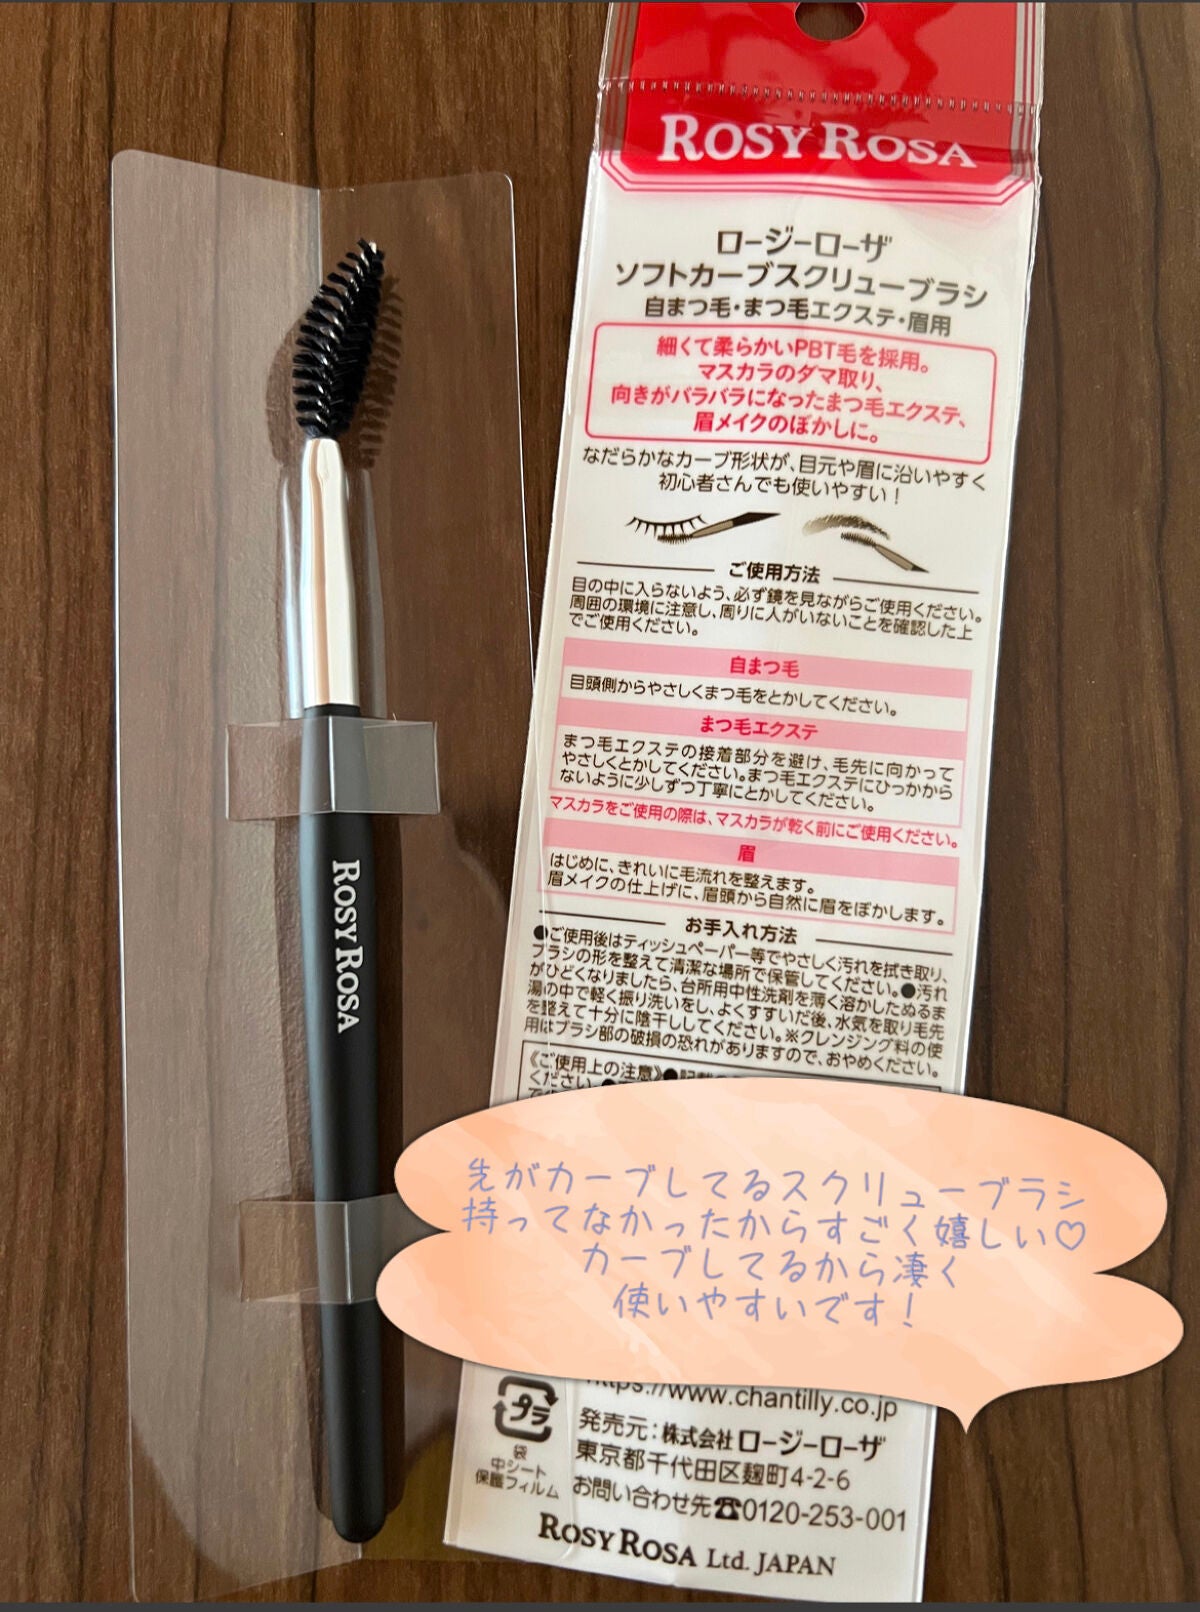 ROSY ROSA
ロージーローザ
ソフトカーブスクリューブラシ
自まつ毛・まつ毛エクステ・眉用
細くて柔らかいPBT毛を採用。
マスカラのダマ取り、
向きがバラバラになったまつ毛エクステ、
眉メイクのぼかしに。
なだらかなカーブ形状が、目元や眉に沿いやすく
初心者さんでも使いやすい！
ご使用方法
目の中に入らないよう、必ず鏡を見ながらご使用ください。
周囲の環境に注意し、周りに人がいないことを確認した上
でご使用ください。
自まつ毛
目頭側からやさしくまつ毛をとかしてください。
まつ毛エクステ
まつ毛エクステの接着部分を避け、毛先に向かって
やさしくとかしてください。まつ毛エクステにひっかから
ないように少しずつ丁寧にとかしてください。
マスカラをご使用の際は、マスカラが乾く前にご使用ください。
眉
はじめに、きれいに毛流れを整えます。
眉メイクの仕上げに、眉頭から自然に眉をぼかします。
お手入れ方法
●ご使用後はティッシュペーパー等でやさしく汚れを拭き取り、
ブラシの形を整えて清潔な場所で保管してください。●汚れ
がひどくなりましたら、台所用中性洗剤を薄く溶かしたぬるま
湯の中で軽く振り洗いをし、よくすすいだ後、水気を取り毛先
を整えて十分に陰干ししてください。※クレンジング料の使
用はブラシ部の破損の恐れがありますので、おやめください。
《ご使用上の注意》●
ください。●
ROSY ROSA
先がカーブしてるスクリューブラシ
持ってなかったからすごく嬉しい♡
カーブしてるから凄く
使いやすいです！
https://www.chantilly.co.jp
プラ
袋
中シート
保護フィルム
発売元：株式会社ロージーローザ
東京都千代田区麹町4-2-6
お問い合わせ先☎0120-253-001
ROSY ROSA Ltd. JAPAN